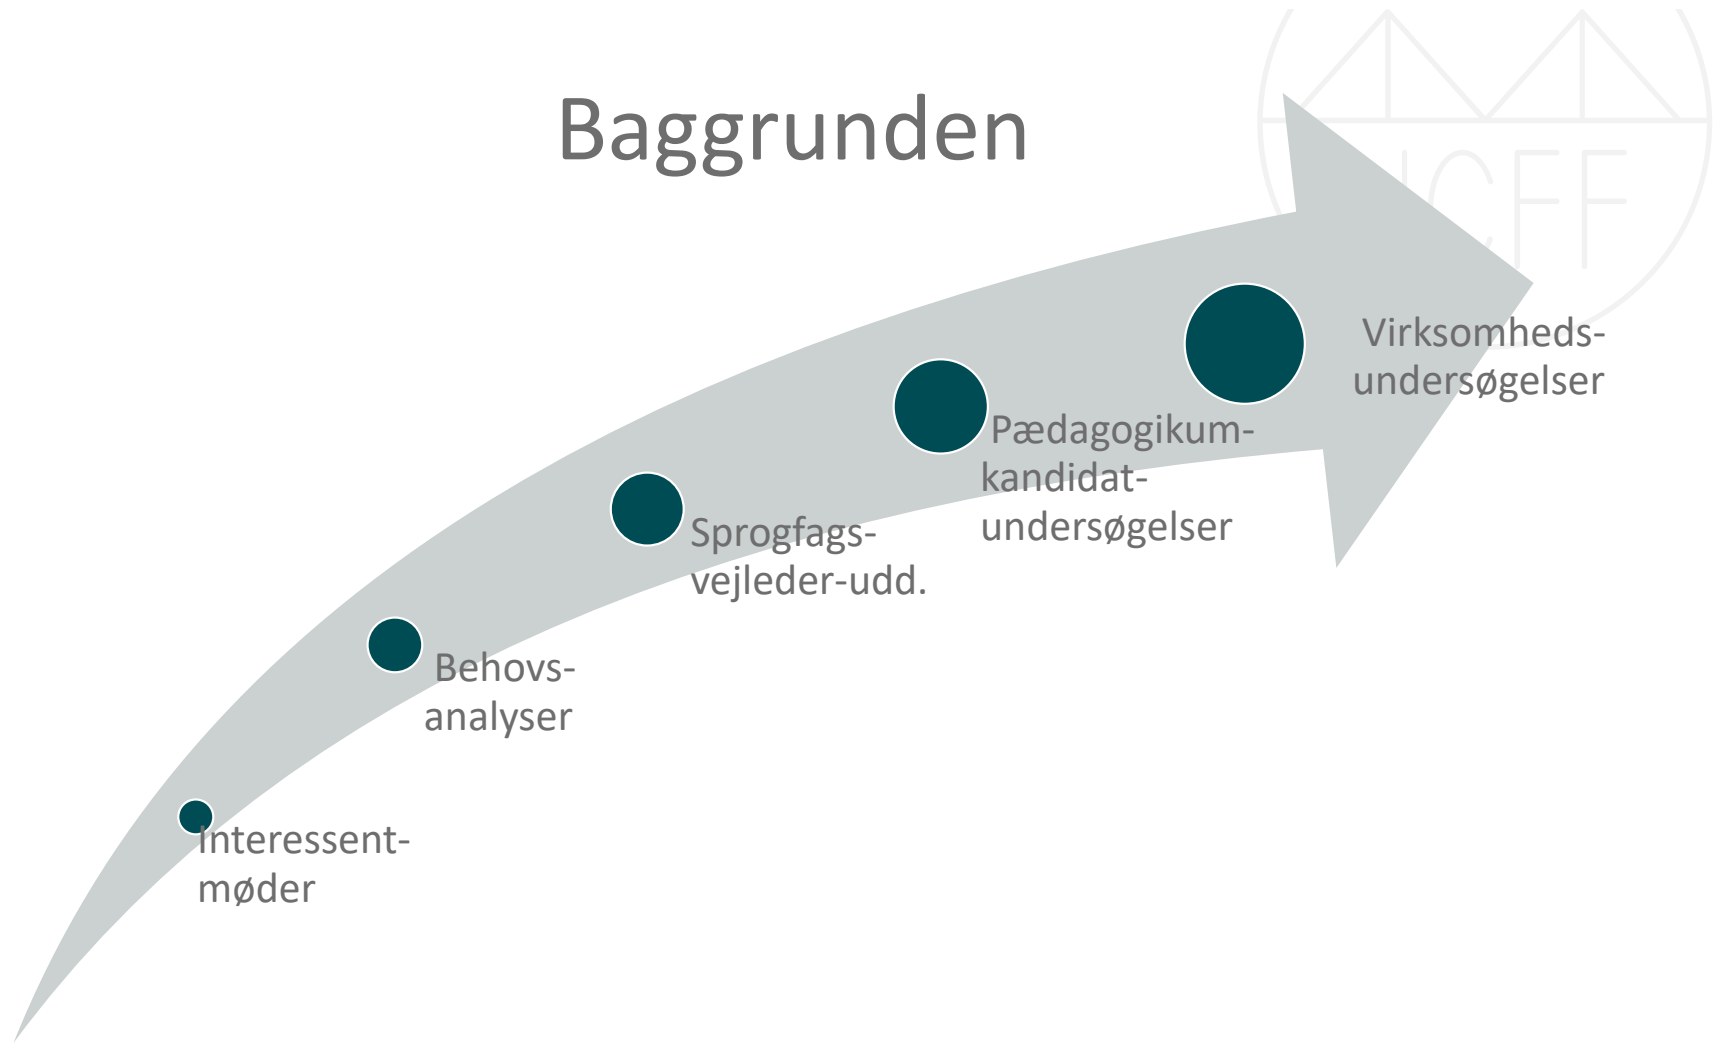 Baggrunden
Virksomheds-
undersøgelser
Pædagogikum-
kandidat-
undersøgelser
Sprogfags-
vejleder-udd.
Behovs-
analyser
Interessent-
møder